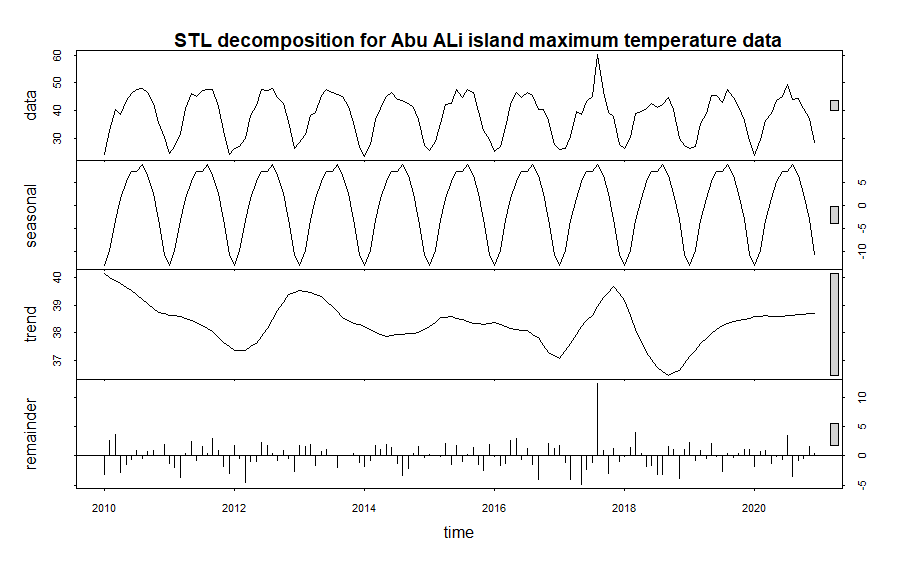 STL decomposition for Abu ALi island maximum temperature data
data
30 40 50 60
seasonal
-10 -5 0 5
trend
37 38 39 40
remainder
-5 0 5 10
2010 2012 2014 2016 2018 2020
time